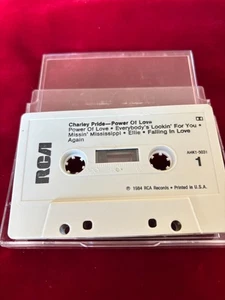 Charley Pride—Power Of Love
Power Of Love • Everybody's Lookin' For You •
Missin' Mississippi • Ellie • Falling In Love
Again
RCA
1
© 1984 RCA Records • Printed in U.S.A.